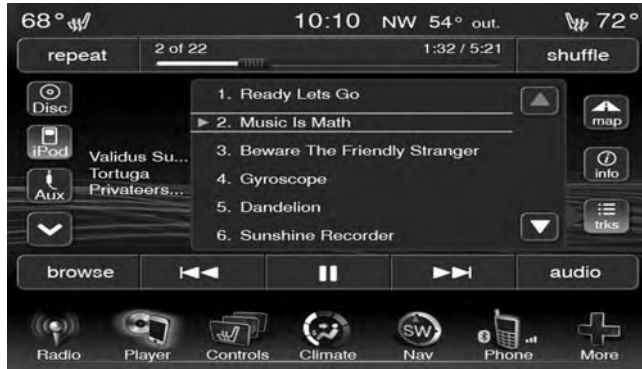 68° 10:10 NW 54° out. 72°
repeat 2 of 22 1:32 / 5:21 shuffle
Disc
iPod
Aux
Validus Su...
Tortuga
Privateers...
1. Ready Lets Go
2. Music Is Math
3. Beware The Friendly Stranger
4. Gyroscope
5. Dandelion
6. Sunshine Recorder
map
info
trks
browse audio
SW
Radio Player Controls Climate Nav Phone More